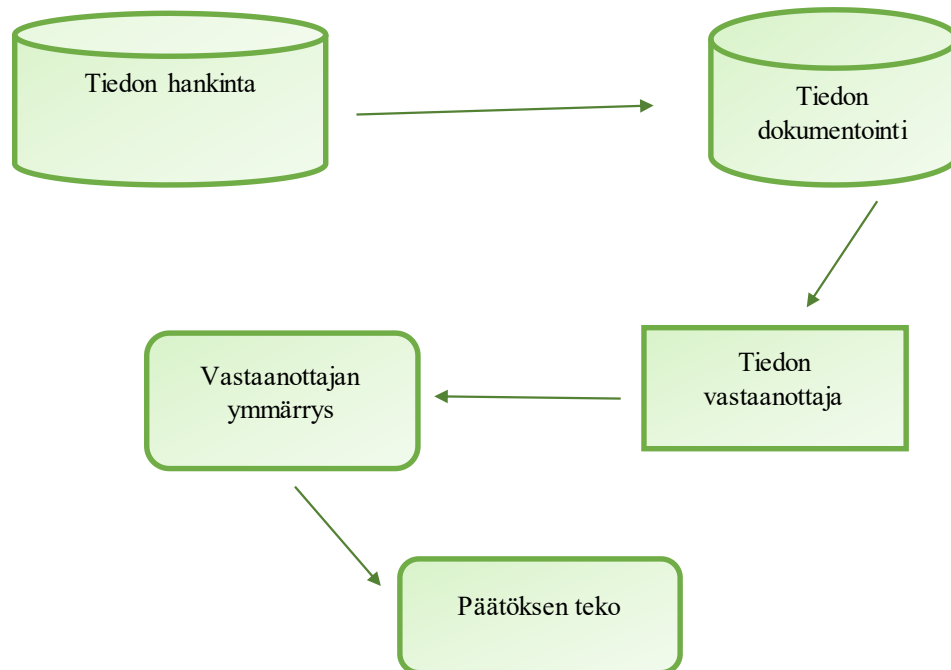 Tiedon hankinta
Tiedon
dokumentointi
Tiedon
vastaanottaja
Vastaanottajan
ymmärrys
Päätöksen teko